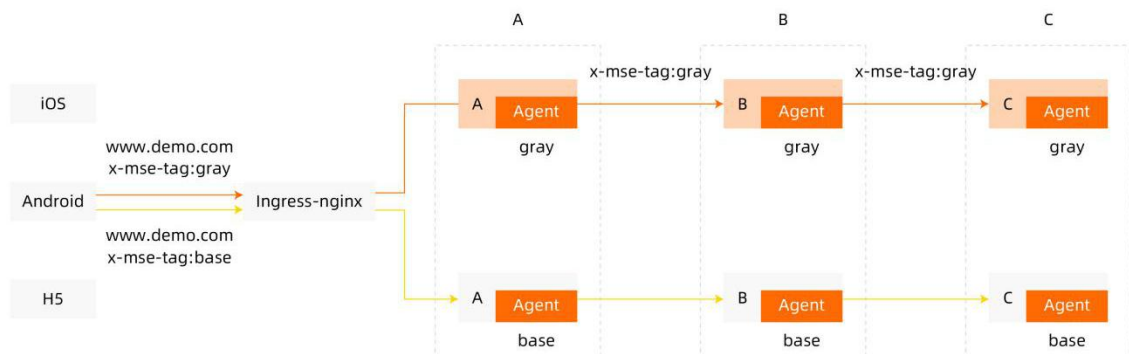 A
B
C
x-mse-tag:gray
x-mse-tag:gray
iOS
A
Agent
B
Agent
C
Agent
gray
gray
gray
www.demo.com
x-mse-tag:gray
Android
Ingress-nginx
www.demo.com
x-mse-tag:base
H5
A
Agent
B
Agent
C
Agent
base
base
base